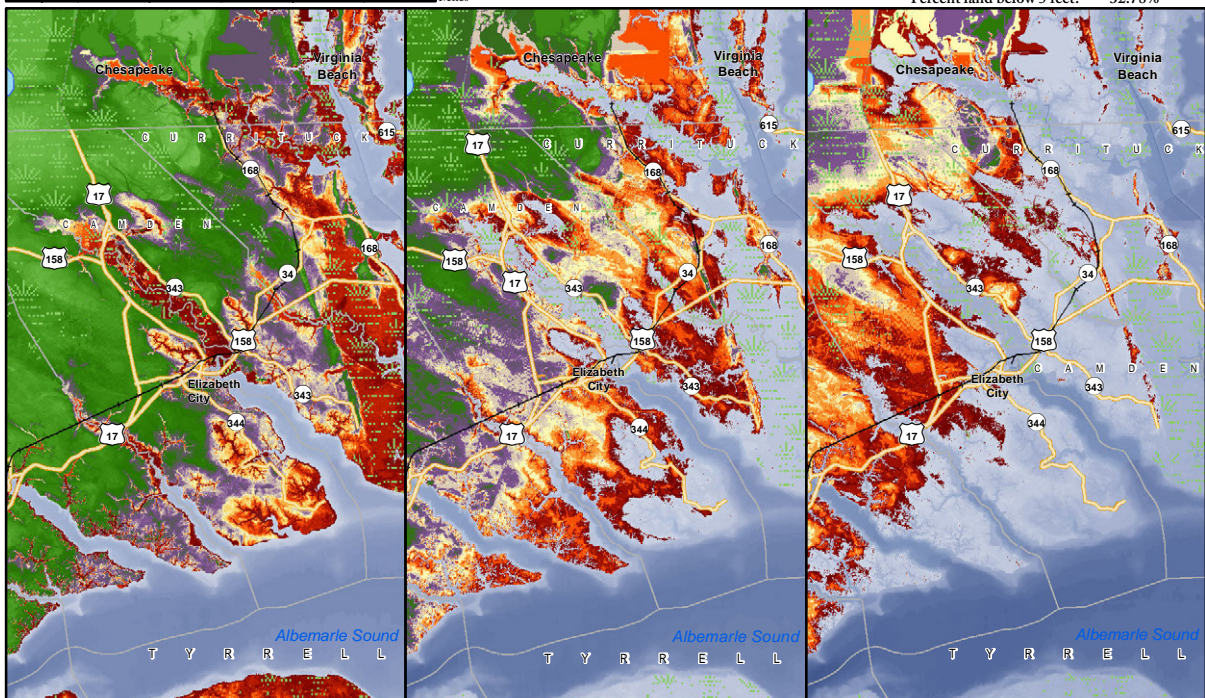 Percent land below 5 feet: 52.78%
Chesapeake
Virginia
Beach
C U R R I T U C K
615
17
168
C A M D E N
158
168
34
343
158
Elizabeth
City
343
344
17
Albemarle Sound
T Y R R E L L
Chesapeake
Virginia
Beach
615
17
C U R R I T U C K
168
C A M D E N
168
158
34
17
343
158
Elizabeth
City
343
344
17
Albemarle Sound
T Y R R E L L
Chesapeake
Virginia
Beach
615
C U R R I T U C K
168
17
168
158
34
343
158
C A M D E N
Elizabeth
City
343
344
17
Albemarle Sound
T Y R R E L L